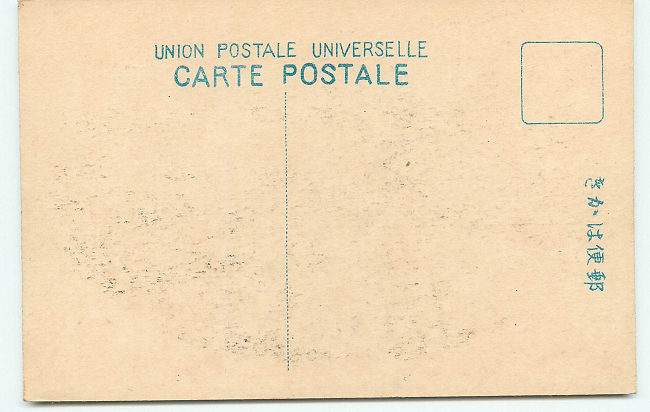 UNION POSTALE UNIVERSELLE
CARTE POSTALE
きがは便郵